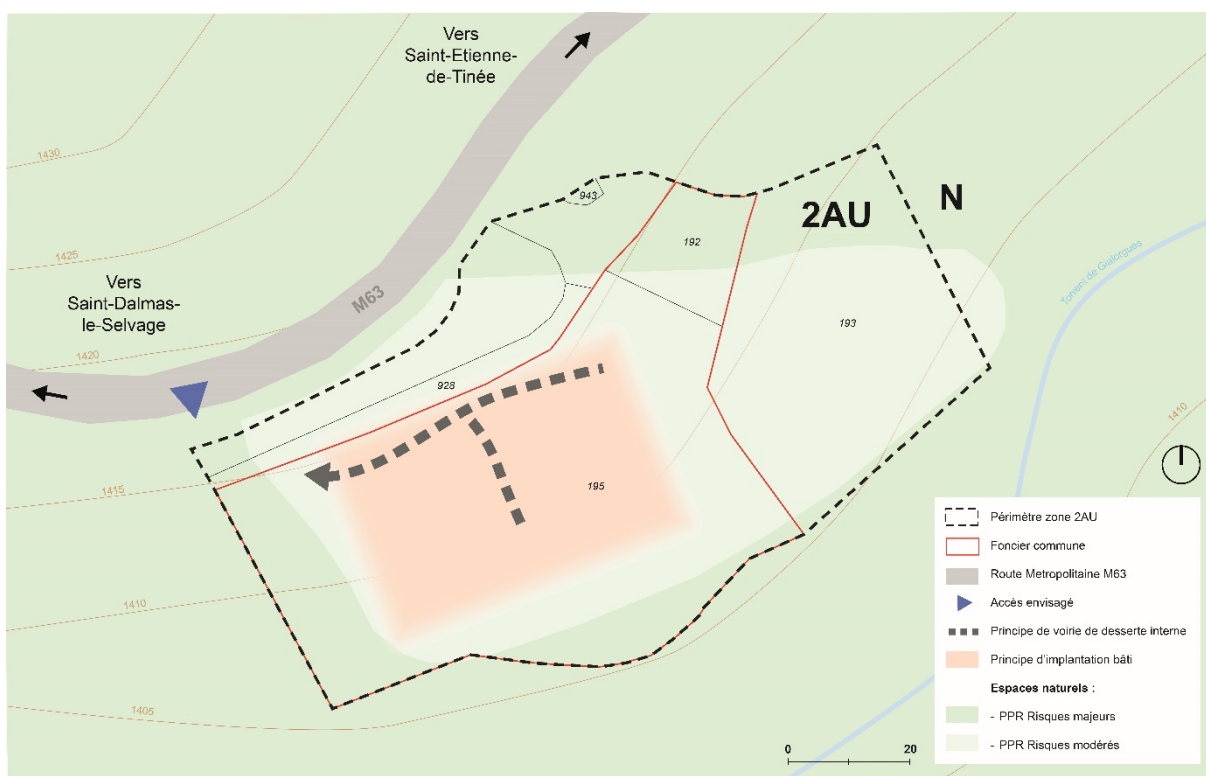 Vers
Saint-Etienne-
de-Tinée
1430
943
2AU
N
192
1425
Torrent de Gialorgues
Vers
Saint-Dalmas-
le-Selvage
M63
193
1420
928
1410
1415
195
Périmètre zone 2AU
Foncier commune
Route Metropolitaine M63
Accès envisagé
Principe de voirie de desserte interne
Principe d'implantation bâti
Espaces naturels :
- PPR Risques majeurs
- PPR Risques modérés
1410
1405
0 20